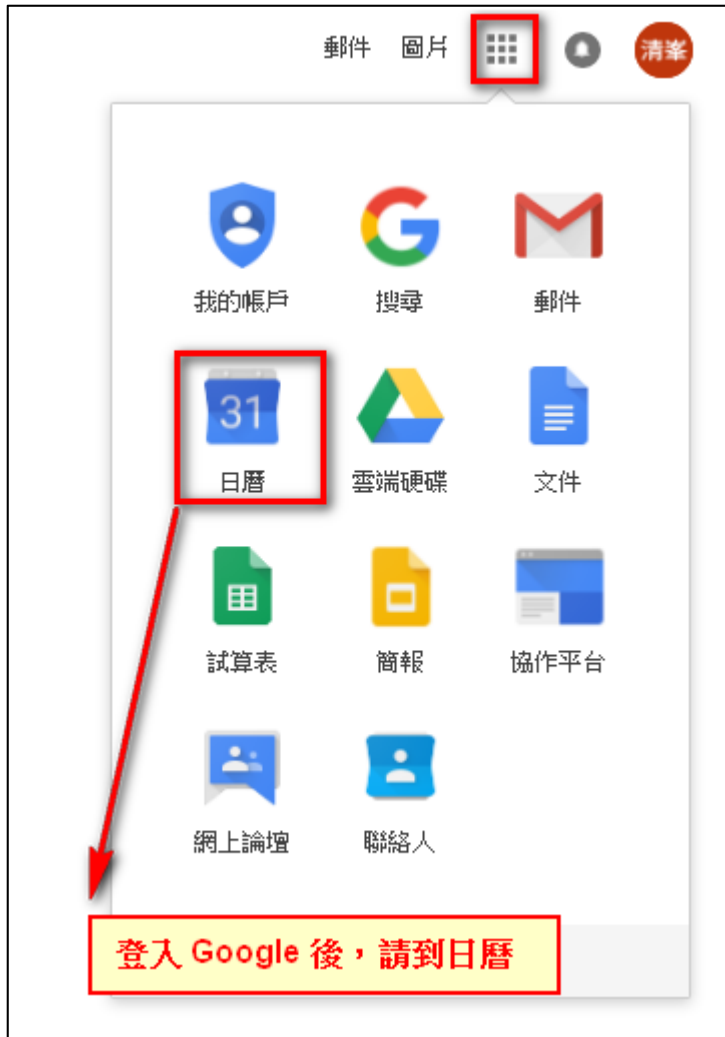 郵件 圖片 清峯
我的帳戶 搜尋 郵件
31
日曆 雲端硬碟 文件
試算表 簡報 協作平台
網上論壇 聯絡人
登入 Google 後，請到日曆